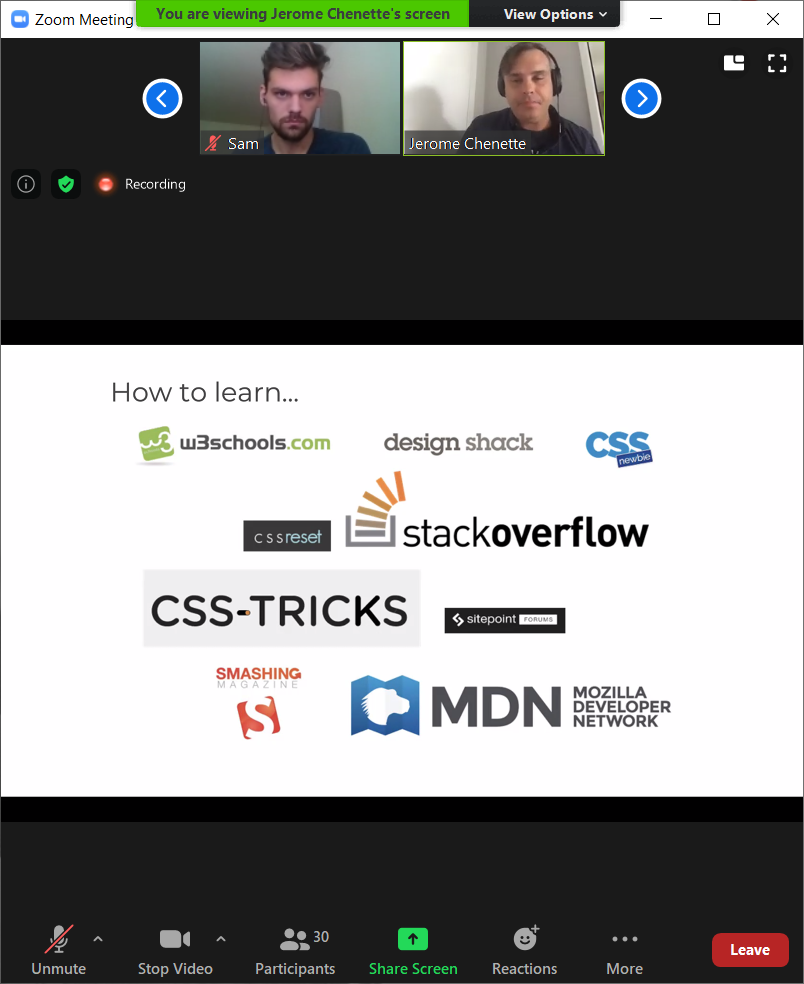 Zoom Meeting
You are viewing Jerome Chenette's screen
View Options
Sam
Jerome Chenette
Recording
How to learn...
w3schools.com
design shack
CSS
newbie
cssreset
stackoverflow
CSS-TRICKS
sitepoint FORUMS
SMASHING
MAGAZINE
S
MDN
MOZILLA
DEVELOPER
NETWORK
30
Unmute
Stop Video
Participants
Share Screen
Reactions
More
Leave